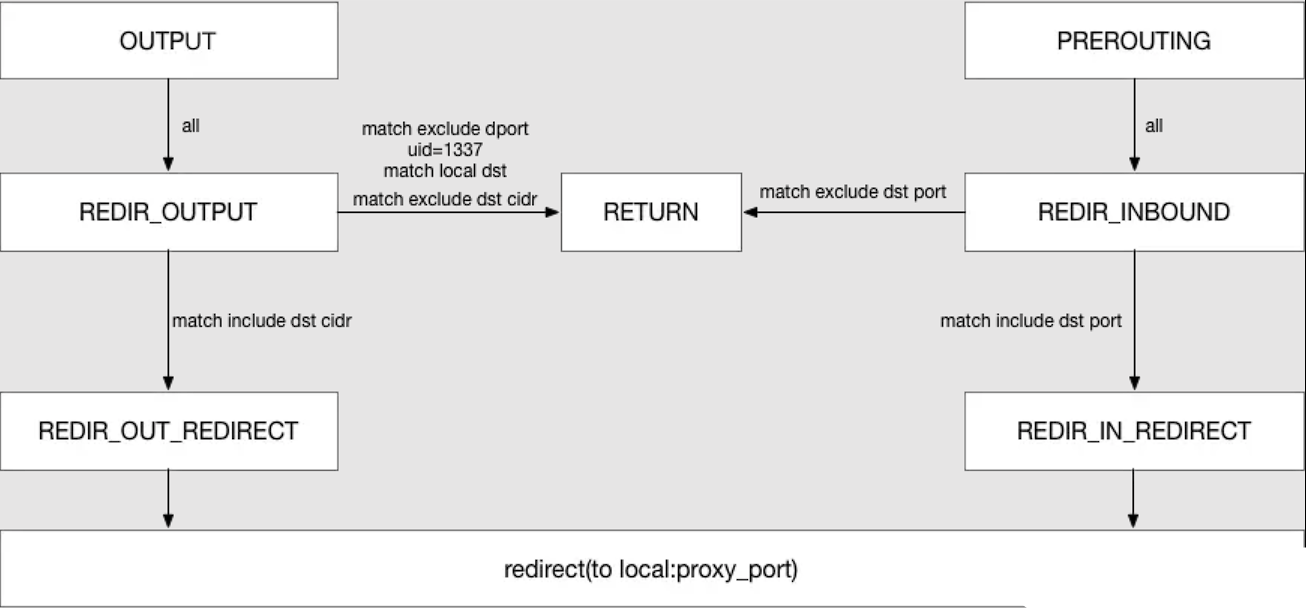 OUTPUT
PREROUTING
all
all
match exclude dport
uid=1337
match local dst
match exclude dst cidr
match exclude dst port
REDIR_OUTPUT
RETURN
REDIR_INBOUND
match include dst cidr
match include dst port
REDIR_OUT_REDIRECT
REDIR_IN_REDIRECT
redirect(to local:proxy_port)